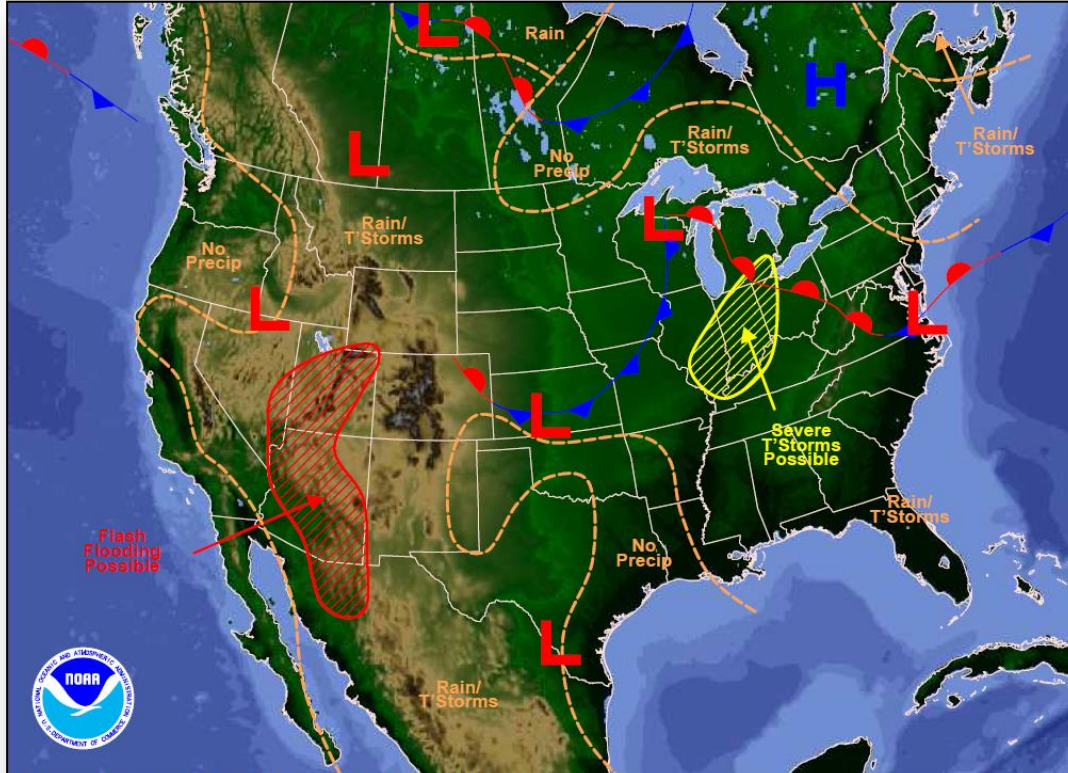 L
Rain
H
Rain/
T'Storms
Rain/
T'Storms
L
No
Precip
L
Rain/
T'Storms
No
Precip
L
L
L
Severe
T'Storms
Possible
Rain/
T'Storms
Flash
Flooding
Possible
No
Precip
L
Rain/
T'Storms
NOAA
NATIONAL OCEANIC AND ATMOSPHERIC ADMINISTRATION
U.S. DEPARTMENT OF COMMERCE